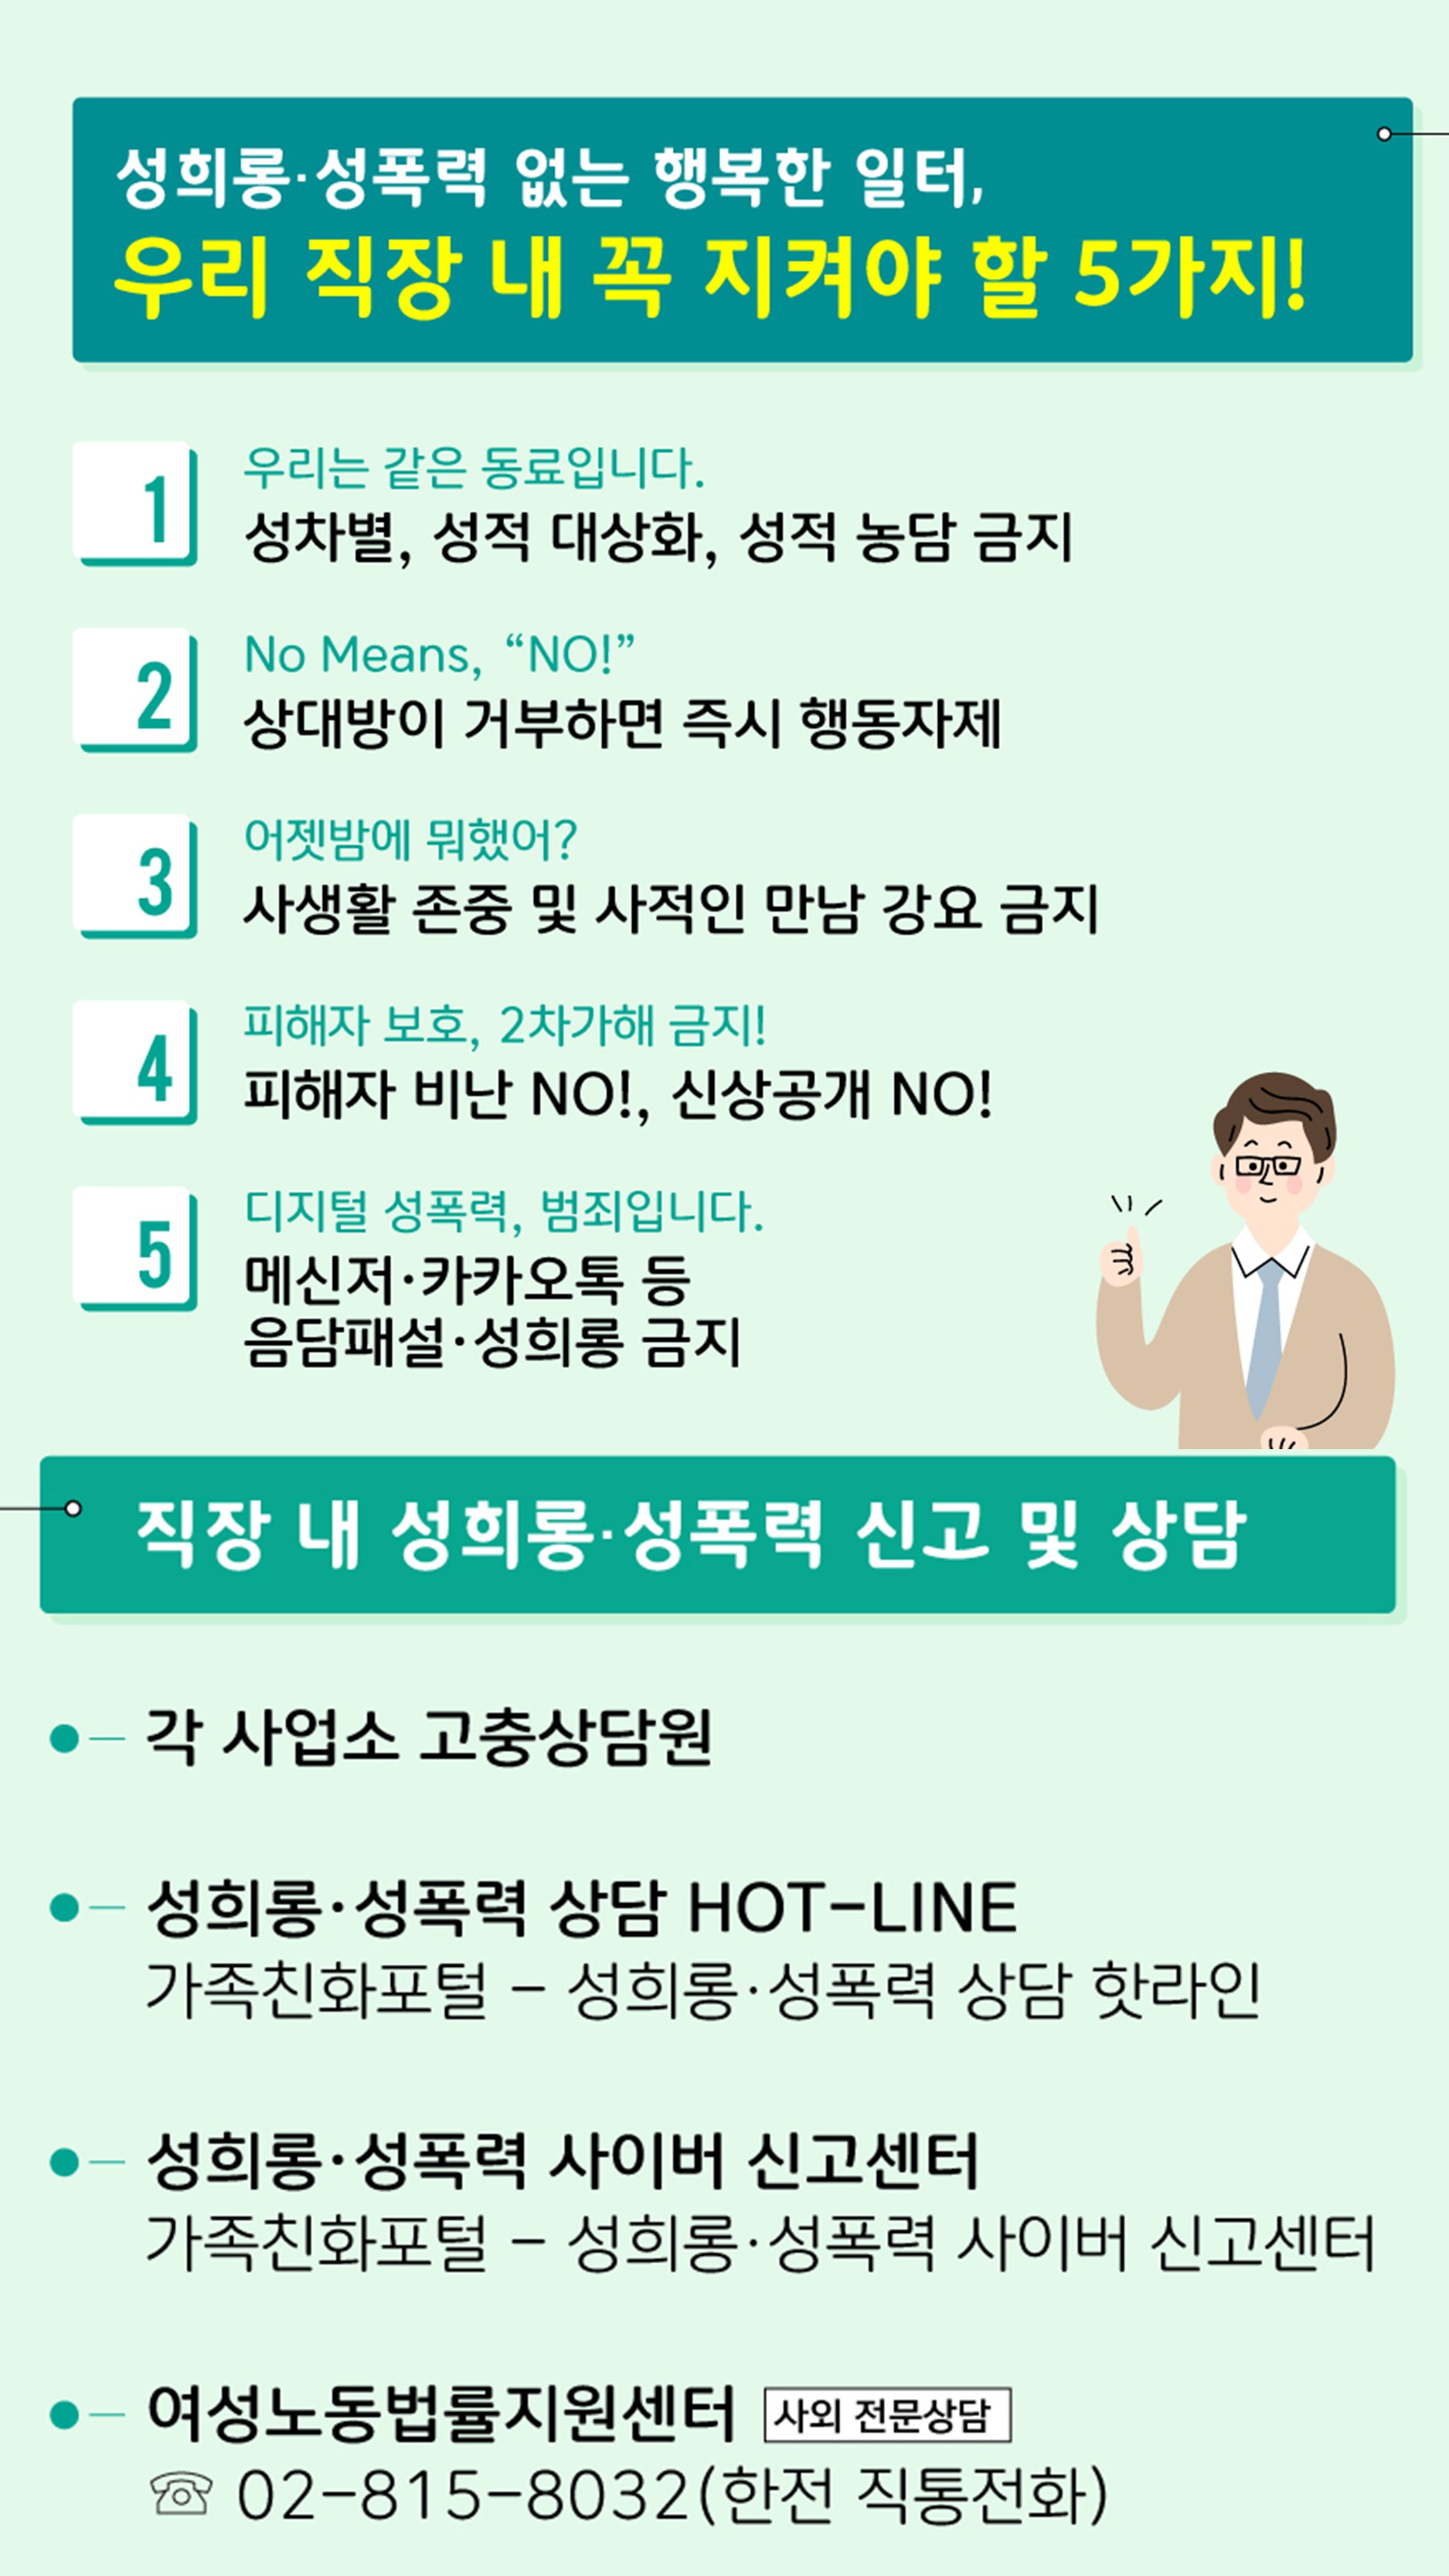 성희롱·성폭력 없는 행복한 일터,
우리 직장 내 꼭 지켜야 할 5가지!
1
우리는 같은 동료입니다.
성차별, 성적 대상화, 성적 농담 금지
2
No Means, “NO!”
상대방이 거부하면 즉시 행동자제
3
어젯밤에 뭐했어?
사생활 존중 및 사적인 만남 강요 금지
4
피해자 보호, 2차가해 금지!
피해자 비난 NO!, 신상공개 NO!
5
디지털 성폭력, 범죄입니다.
메신저·카카오톡 등
음담패설·성희롱 금지
직장 내 성희롱·성폭력 신고 및 상담
각 사업소 고충상담원
성희롱·성폭력 상담 HOT-LINE
가족친화포털 - 성희롱·성폭력 상담 핫라인
성희롱·성폭력 사이버 신고센터
가족친화포털 - 성희롱·성폭력 사이버 신고센터
여성노동법률지원센터 사외 전문상담
☏ 02-815-8032(한전 직통전화)